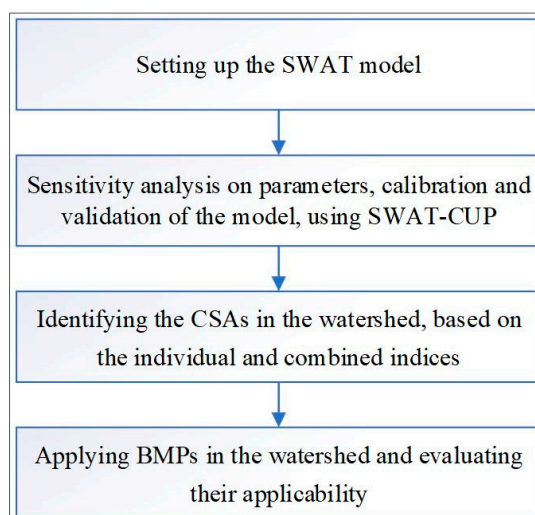 Setting up the SWAT model
Sensitivity analysis on parameters, calibration and
validation of the model, using SWAT-CUP
Identifying the CSAs in the watershed, based on
the individual and combined indices
Applying BMPs in the watershed and evaluating
their applicability